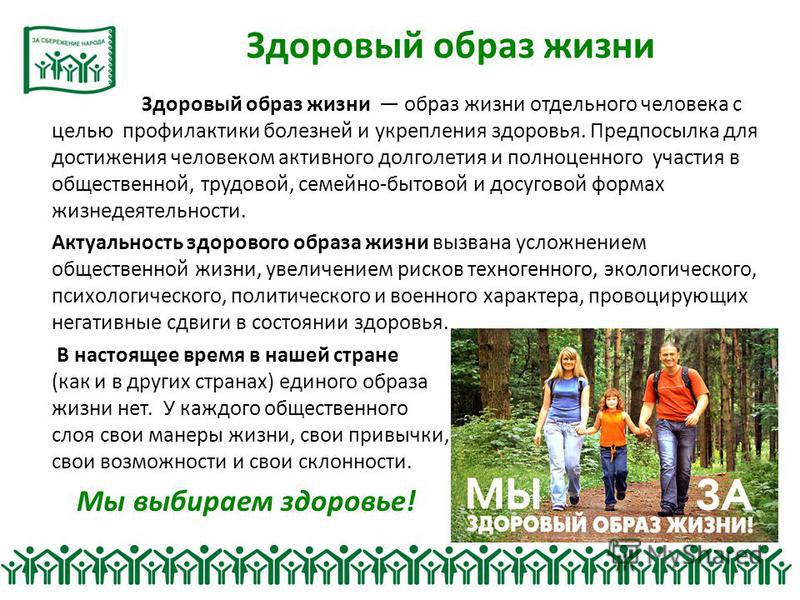 ЗА СБЕРЕЖЕНИЕ НАРОДА
Здоровый образ жизни
Здоровый образ жизни — образ жизни отдельного человека с
целью профилактики болезней и укрепления здоровья. Предпосылка для
достижения человеком активного долголетия и полноценного участия в
общественной, трудовой, семейно-бытовой и досуговой формах
жизнедеятельности.
Актуальность здорового образа жизни вызвана усложнением
общественной жизни, увеличением рисков техногенного, экологического,
психологического, политического и военного характера, провоцирующих
негативные сдвиги в состоянии здоровья.
В настоящее время в нашей стране
(как и в других странах) единого образа
жизни нет. У каждого общественного
слоя свои манеры жизни, свои привычки,
свои возможности и свои склонности.
Мы выбираем здоровье!
МЫ ЗА
ЗДОРОВЫЙ ОБРАЗ ЖИЗНИ!
MyShared